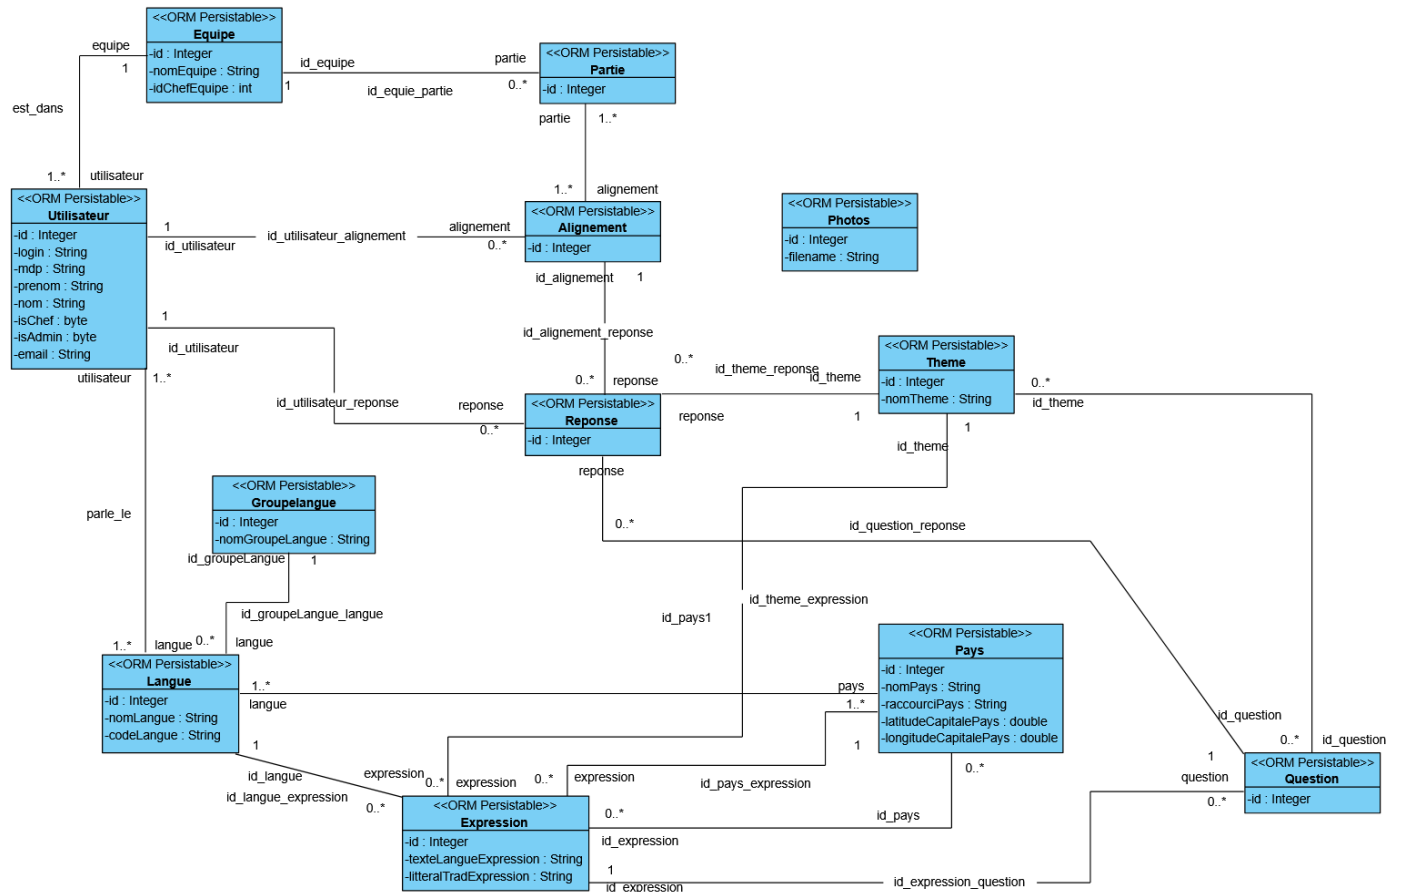 <<ORM Persistable>>
Equipe
-id : Integer
-nomEquipe : String
-idChefEquipe : int
equipe
1
est_dans
1..*
utilisateur
id_equipe
1
id_equie_partie
partie
0..*
<<ORM Persistable>>
Partie
-id : Integer
partie
1..*
1..*
alignement
<<ORM Persistable>>
Utilisateur
-id : Integer
-login : String
-mdp : String
-prenom : String
-nom : String
-isChef : byte
-isAdmin : byte
-email : String
1
id_utilisateur
id_utilisateur_alignement
alignement
0..*
<<ORM Persistable>>
Alignement
-id : Integer
<<ORM Persistable>>
Photos
-id : Integer
-filename : String
id_alignement
1
id_alignement_reponse
0..*
reponse
1
id_utilisateur
id_utilisateur_reponse
reponse
0..*
<<ORM Persistable>>
Reponse
-id : Integer
0..*
id_theme_reponse
id_theme
reponse
1
<<ORM Persistable>>
Theme
-id : Integer
-nomTheme : String
0..*
id_theme
1
id_theme
utilisateur
1..*
parle_le
1..*
langue
<<ORM Persistable>>
Groupelangue
-id : Integer
-nomGroupeLangue : String
id_groupeLangue
1
id_groupeLangue_langue
0..*
langue
reponse
0..*
id_question_reponse
id_question
1
id_theme_expression
id_pays1
<<ORM Persistable>>
Langue
-id : Integer
-nomLangue : String
-codeLangue : String
1..*
langue
pays
1..*
<<ORM Persistable>>
Pays
-id : Integer
-nomPays : String
-raccourciPays : String
-latitudeCapitalePays : double
-longitudeCapitalePays : double
1
id_langue
id_langue_expression
expression
0..*
0..*
expression
0..*
expression
id_pays_expression
1
0..*
id_pays
0..*
id_expression
0..*
id_question
<<ORM Persistable>>
Question
-id : Integer
question
0..*
<<ORM Persistable>>
Expression
-id : Integer
-texteLangueExpression : String
-litteralTradExpression : String
1
id_expression
id_expression_question